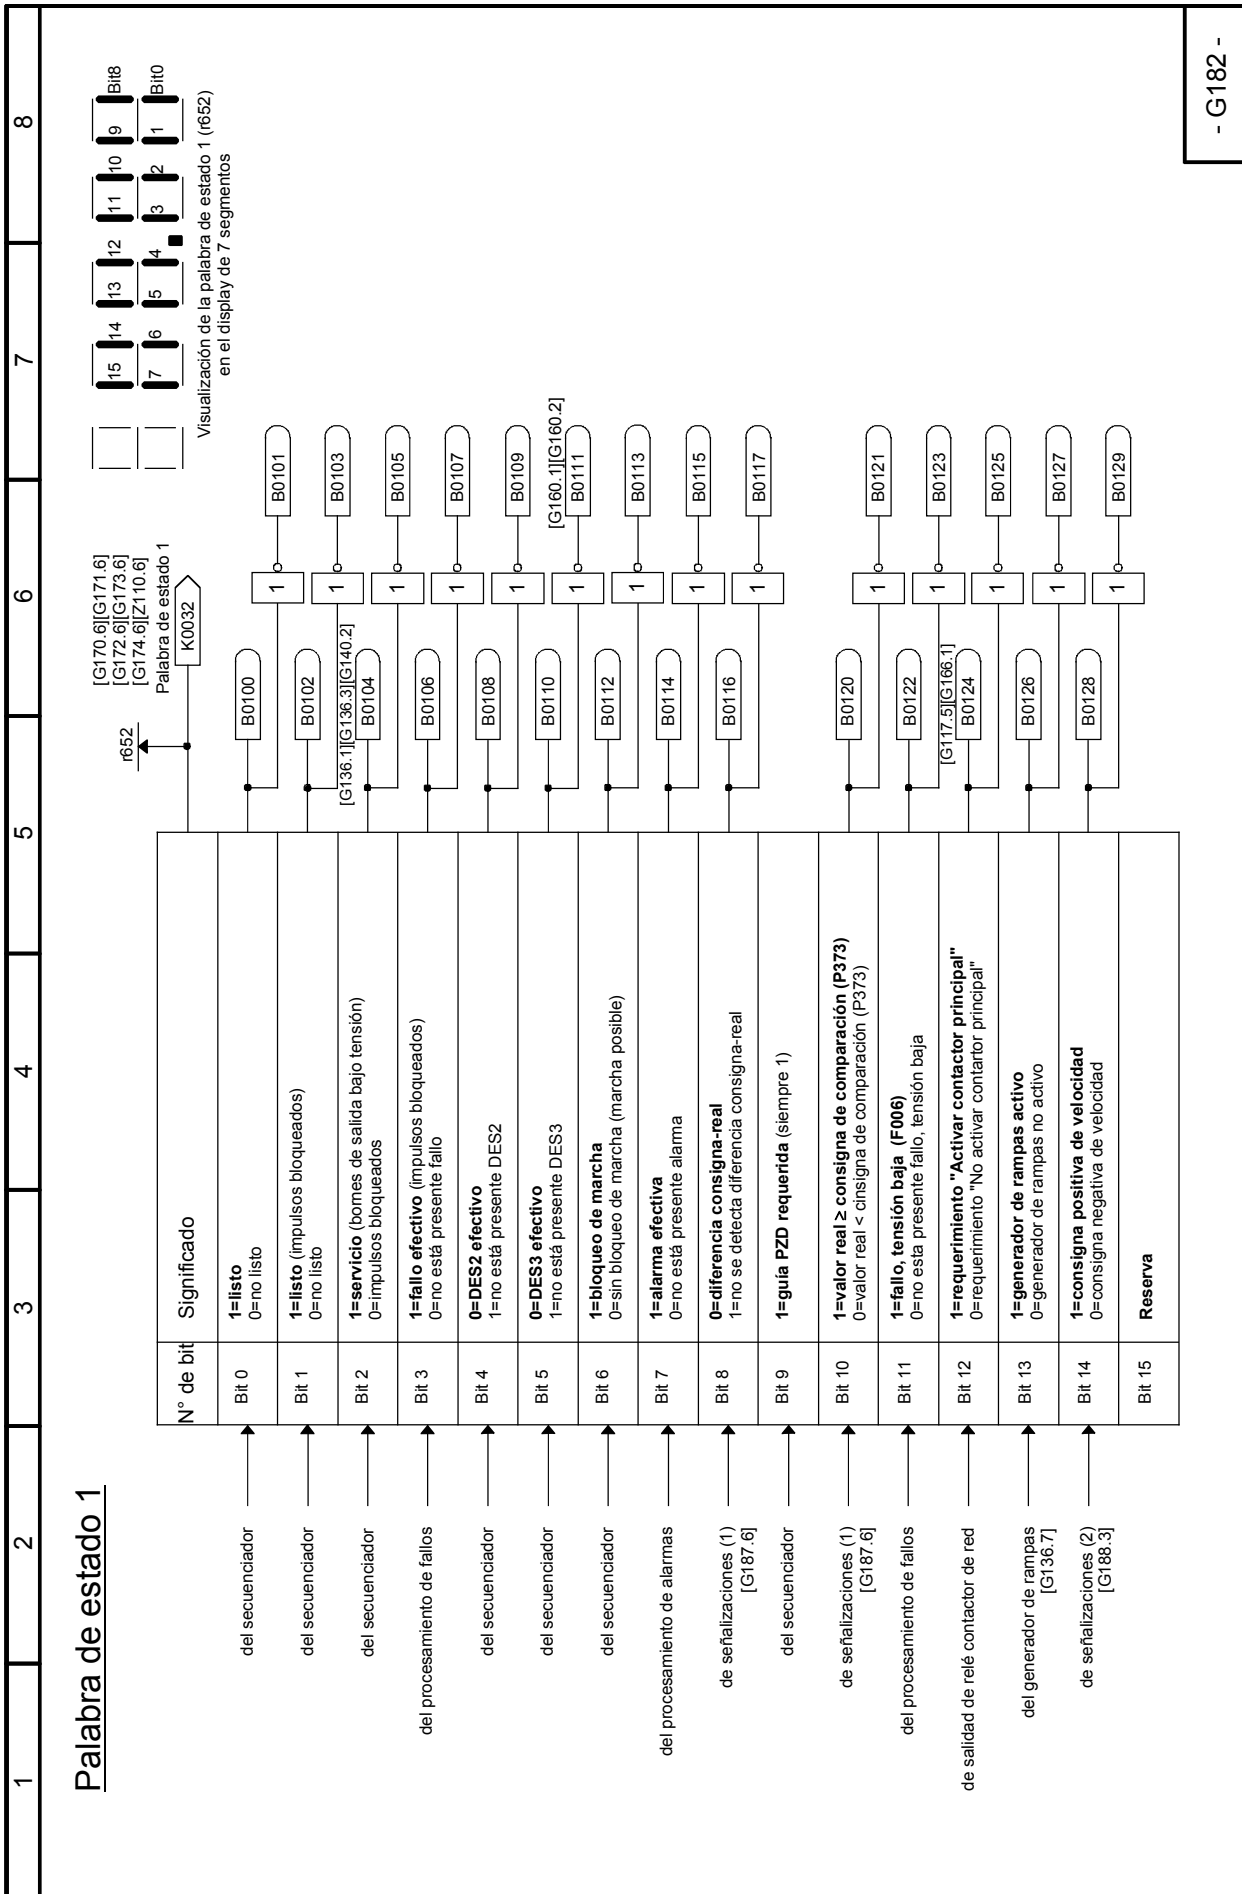 1 2 3 4 5 6 7 8
Palabra de estado 1
Bit8
9
10
11
12
13
14
15
Bit0
1
2
3
4
5
6
7
Visualización de la palabra de estado 1 (r652)
en el display de 7 segmentos
r652
[G170.6][G171.6]
[G172.6][G173.6]
[G174.6][Z110.6]
Palabra de estado 1
K0032
N° de bit Significado
del secuenciador
Bit 0
1=listo
0=no listo
B0100
1
B0101
del secuenciador
Bit 1
1=listo (impulsos bloqueados)
0=no listo
B0102
1
B0103
del secuenciador
Bit 2
1=servicio (bornes de salida bajo tensión)
0=impulsos bloqueados
[G136.1][G136.3][G140.2]
B0104
1
B0105
del procesamiento de fallos
Bit 3
1=fallo efectivo (impulsos bloqueados)
0=no está presente fallo
B0106
1
B0107
del secuenciador
Bit 4
0=DES2 efectivo
1=no está presente DES2
B0108
1
B0109
del secuenciador
Bit 5
0=DES3 efectivo
1=no está presente DES3
B0110
1
[G160.1][G160.2]
B0111
del secuenciador
Bit 6
1=bloqueo de marcha
0=sin bloqueo de marcha (marcha posible)
B0112
1
B0113
del procesamiento de alarmas
Bit 7
1=alarma efectiva
0=no está presente alarma
B0114
1
B0115
de señalizaciones (1)
[G187.6]
Bit 8
0=diferencia consigna-real
1=no se detecta diferencia consigna-real
B0116
1
B0117
del secuenciador
Bit 9
1=guía PZD requerida (siempre 1)
de señalizaciones (1)
[G187.6]
Bit 10
1=valor real ≥ consigna de comparación (P373)
0=valor real < cinsigna de comparación (P373)
B0120
1
B0121
del procesamiento de fallos
Bit 11
1=fallo, tensión baja (F006)
0=no esta presente fallo, tensión baja
B0122
1
B0123
de salidad de relé contactor de red
Bit 12
1=requerimiento "Activar contactor principal"
0=requerimiento "No activar contartor principal"
[G117.5][G166.1]
B0124
1
B0125
del generador de rampas
[G136.7]
Bit 13
1=generador de rampas activo
0=generador de rampas no activo
B0126
1
B0127
de señalizaciones (2)
[G188.3]
Bit 14
1=consigna positiva de velocidad
0=consigna negativa de velocidad
B0128
1
B0129
Bit 15
Reserva
- G182 -